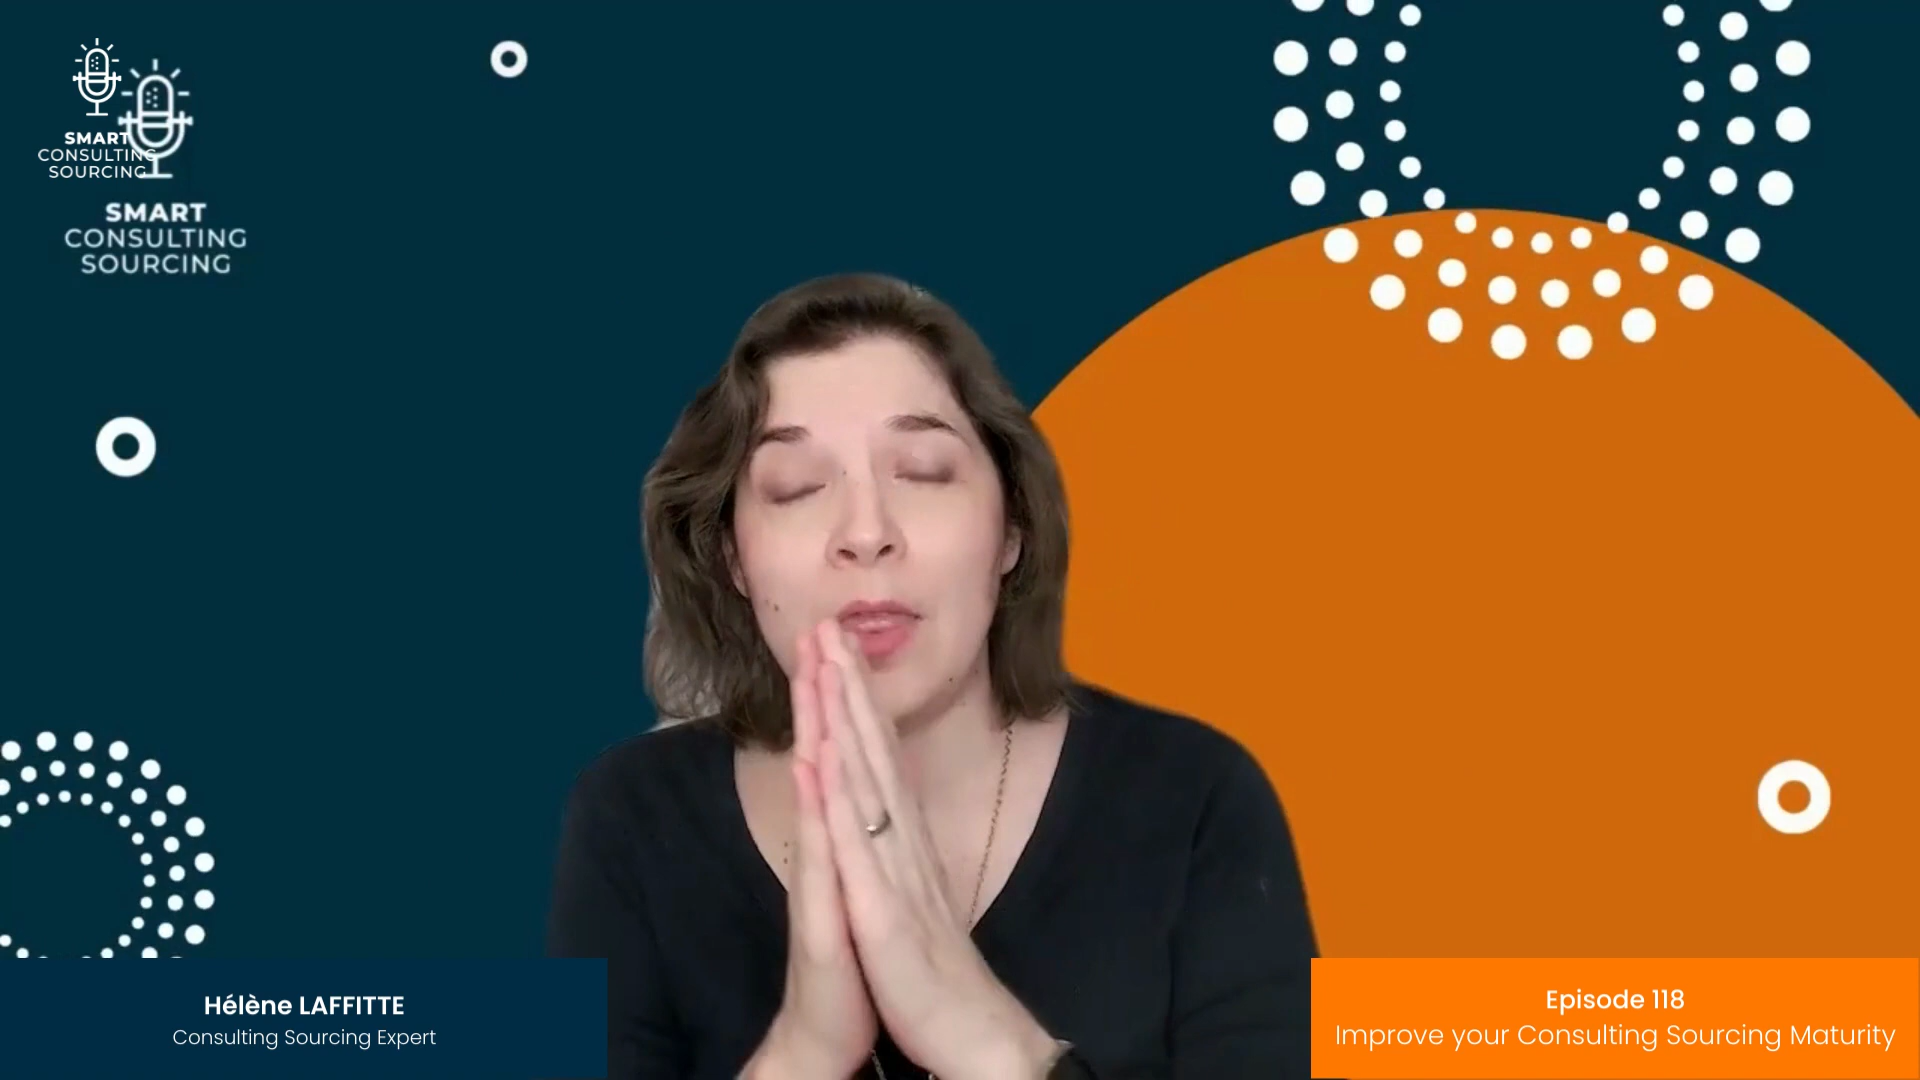 SMART
CONSULTING
SOURCING
SMART
CONSULTING
SOURCING
Hélène LAFFITTE
Consulting Sourcing Expert
Episode 118
Improve your Consulting Sourcing Maturity